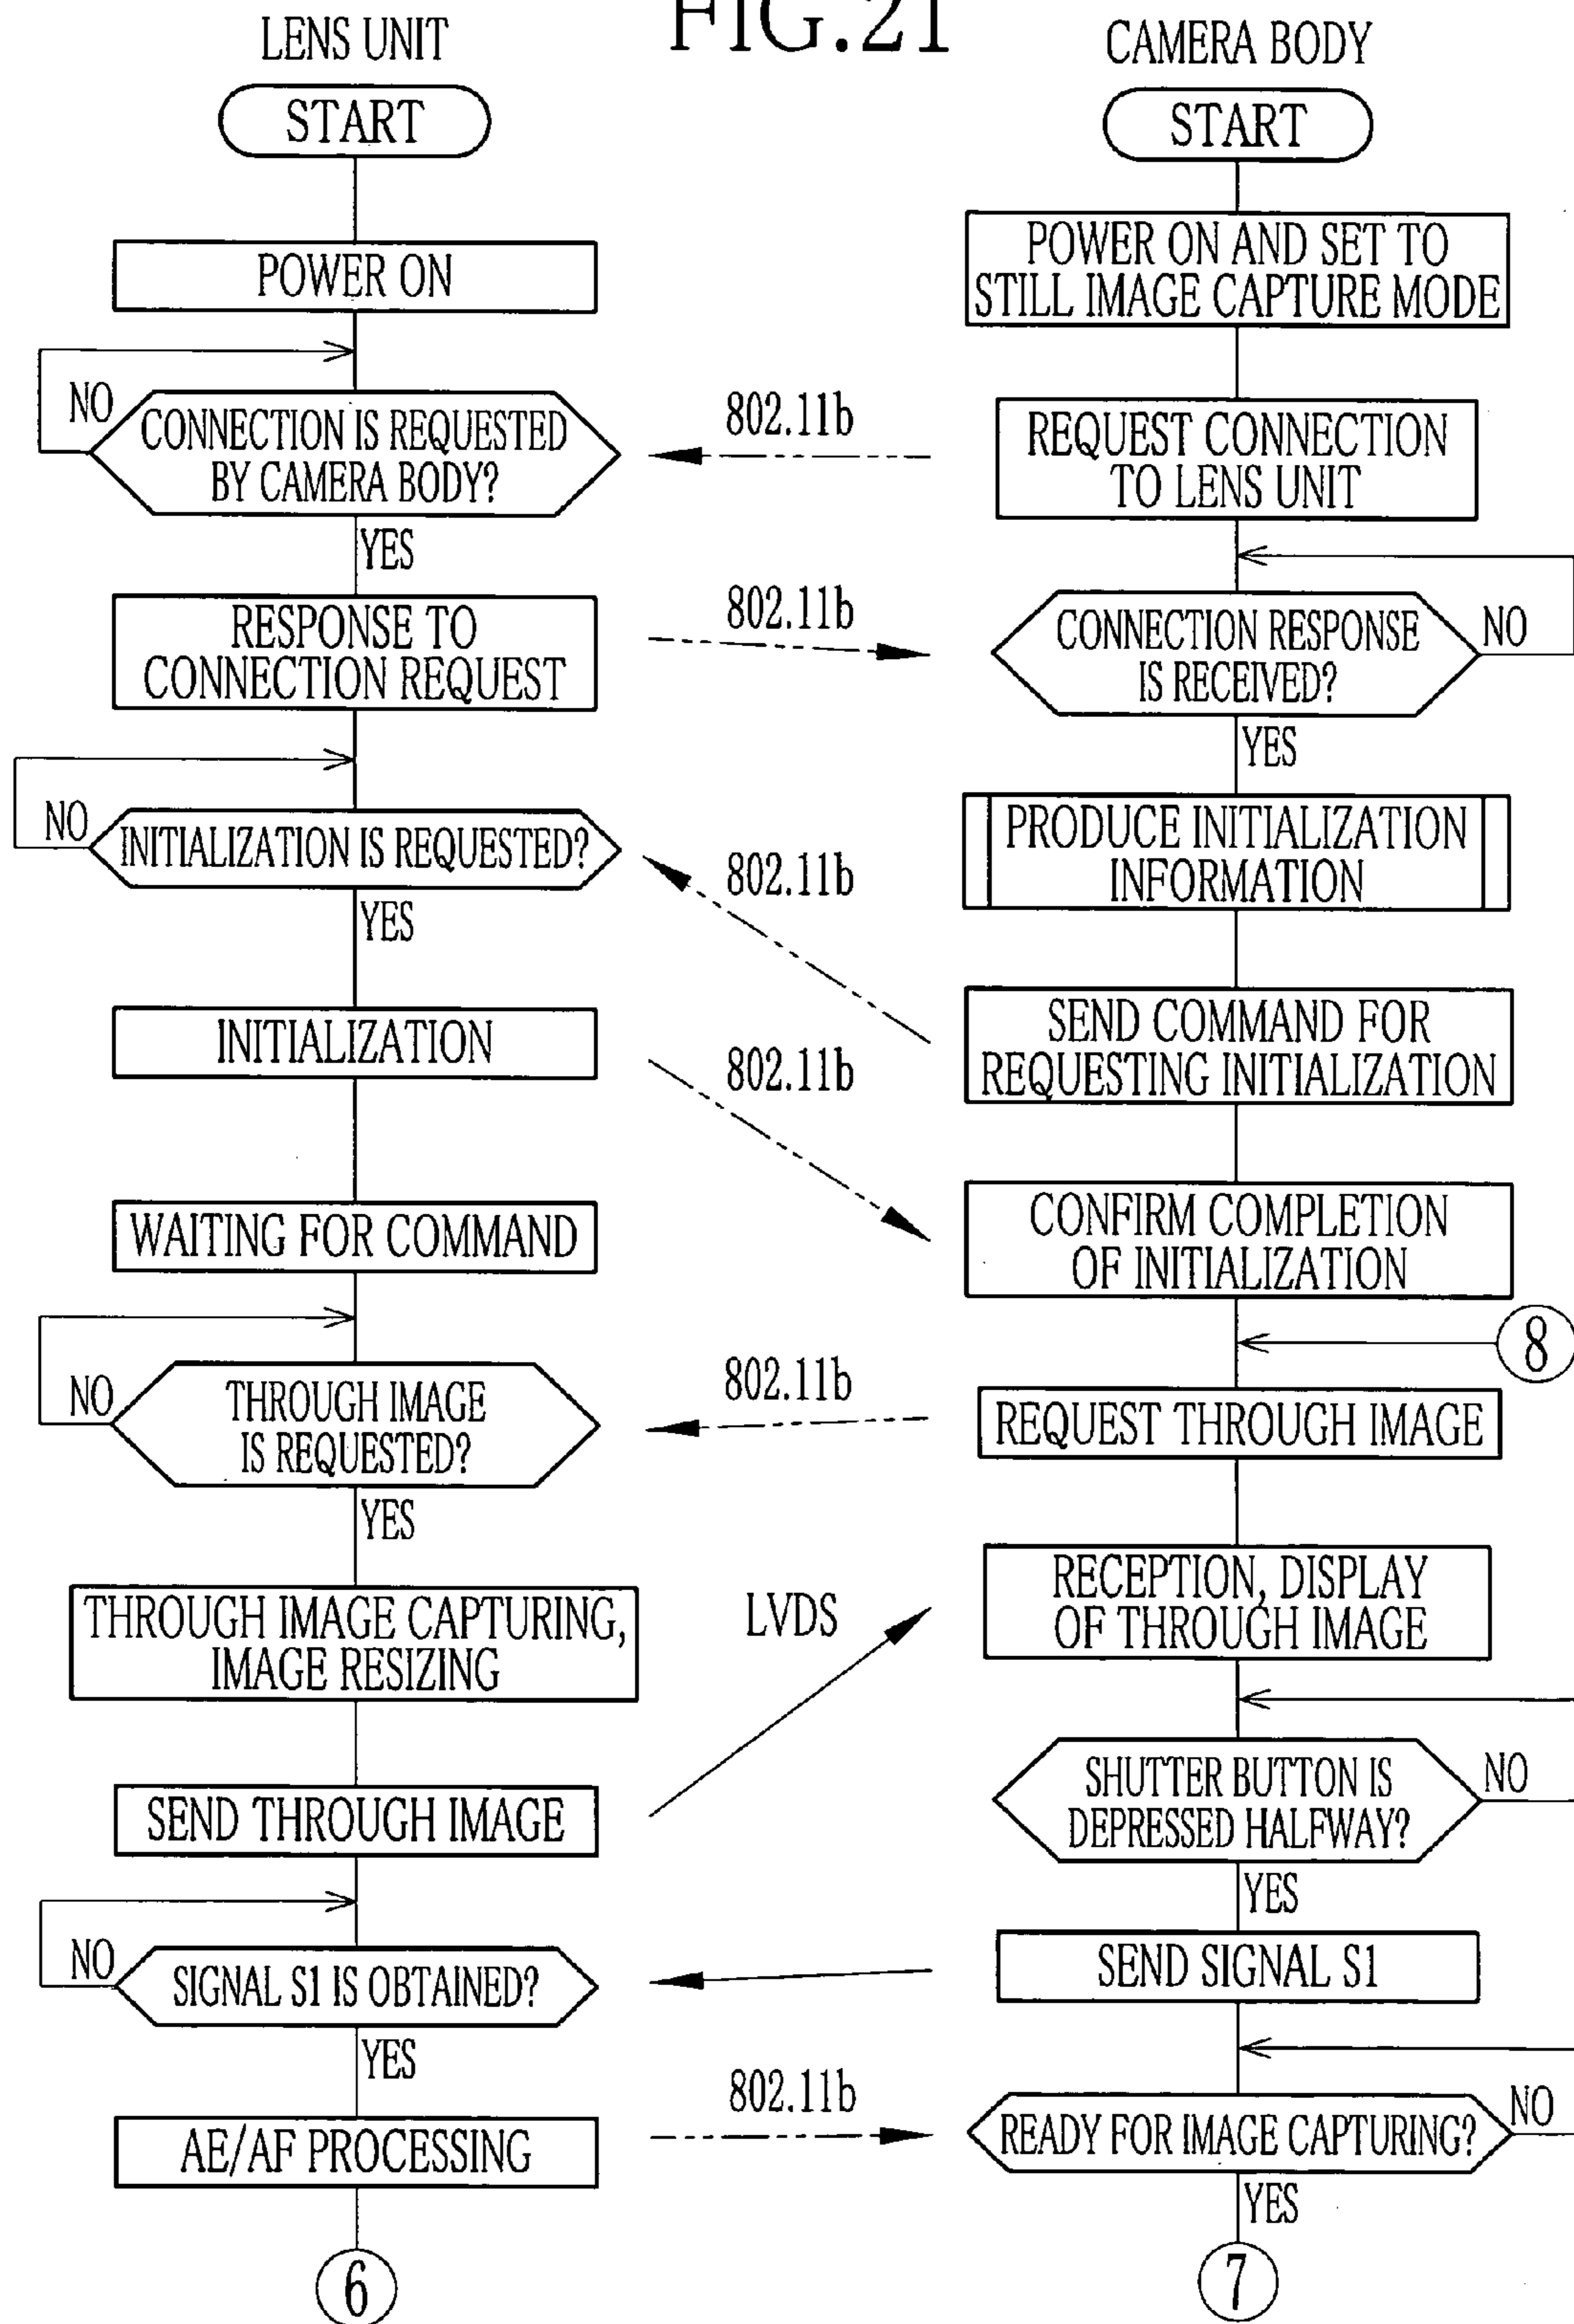 FIG.21
LENS UNIT
START
POWER ON
NO
CONNECTION IS REQUESTED
BY CAMERA BODY?
YES
RESPONSE TO
CONNECTION REQUEST
NO
INITIALIZATION IS REQUESTED?
YES
INITIALIZATION
WAITING FOR COMMAND
NO
THROUGH IMAGE
IS REQUESTED?
YES
THROUGH IMAGE CAPTURING,
IMAGE RESIZING
SEND THROUGH IMAGE
NO
SIGNAL S1 IS OBTAINED?
YES
AE/AF PROCESSING
6
802.11b
802.11b
802.11b
802.11b
802.11b
LVDS
802.11b
CAMERA BODY
START
POWER ON AND SET TO
STILL IMAGE CAPTURE MODE
REQUEST CONNECTION
TO LENS UNIT
CONNECTION RESPONSE
IS RECEIVED?
NO
YES
PRODUCE INITIALIZATION
INFORMATION
SEND COMMAND FOR
REQUESTING INITIALIZATION
CONFIRM COMPLETION
OF INITIALIZATION
8
REQUEST THROUGH IMAGE
RECEPTION, DISPLAY
OF THROUGH IMAGE
SHUTTER BUTTON IS
DEPRESSED HALFWAY?
NO
YES
SEND SIGNAL S1
READY FOR IMAGE CAPTURING?
NO
YES
7